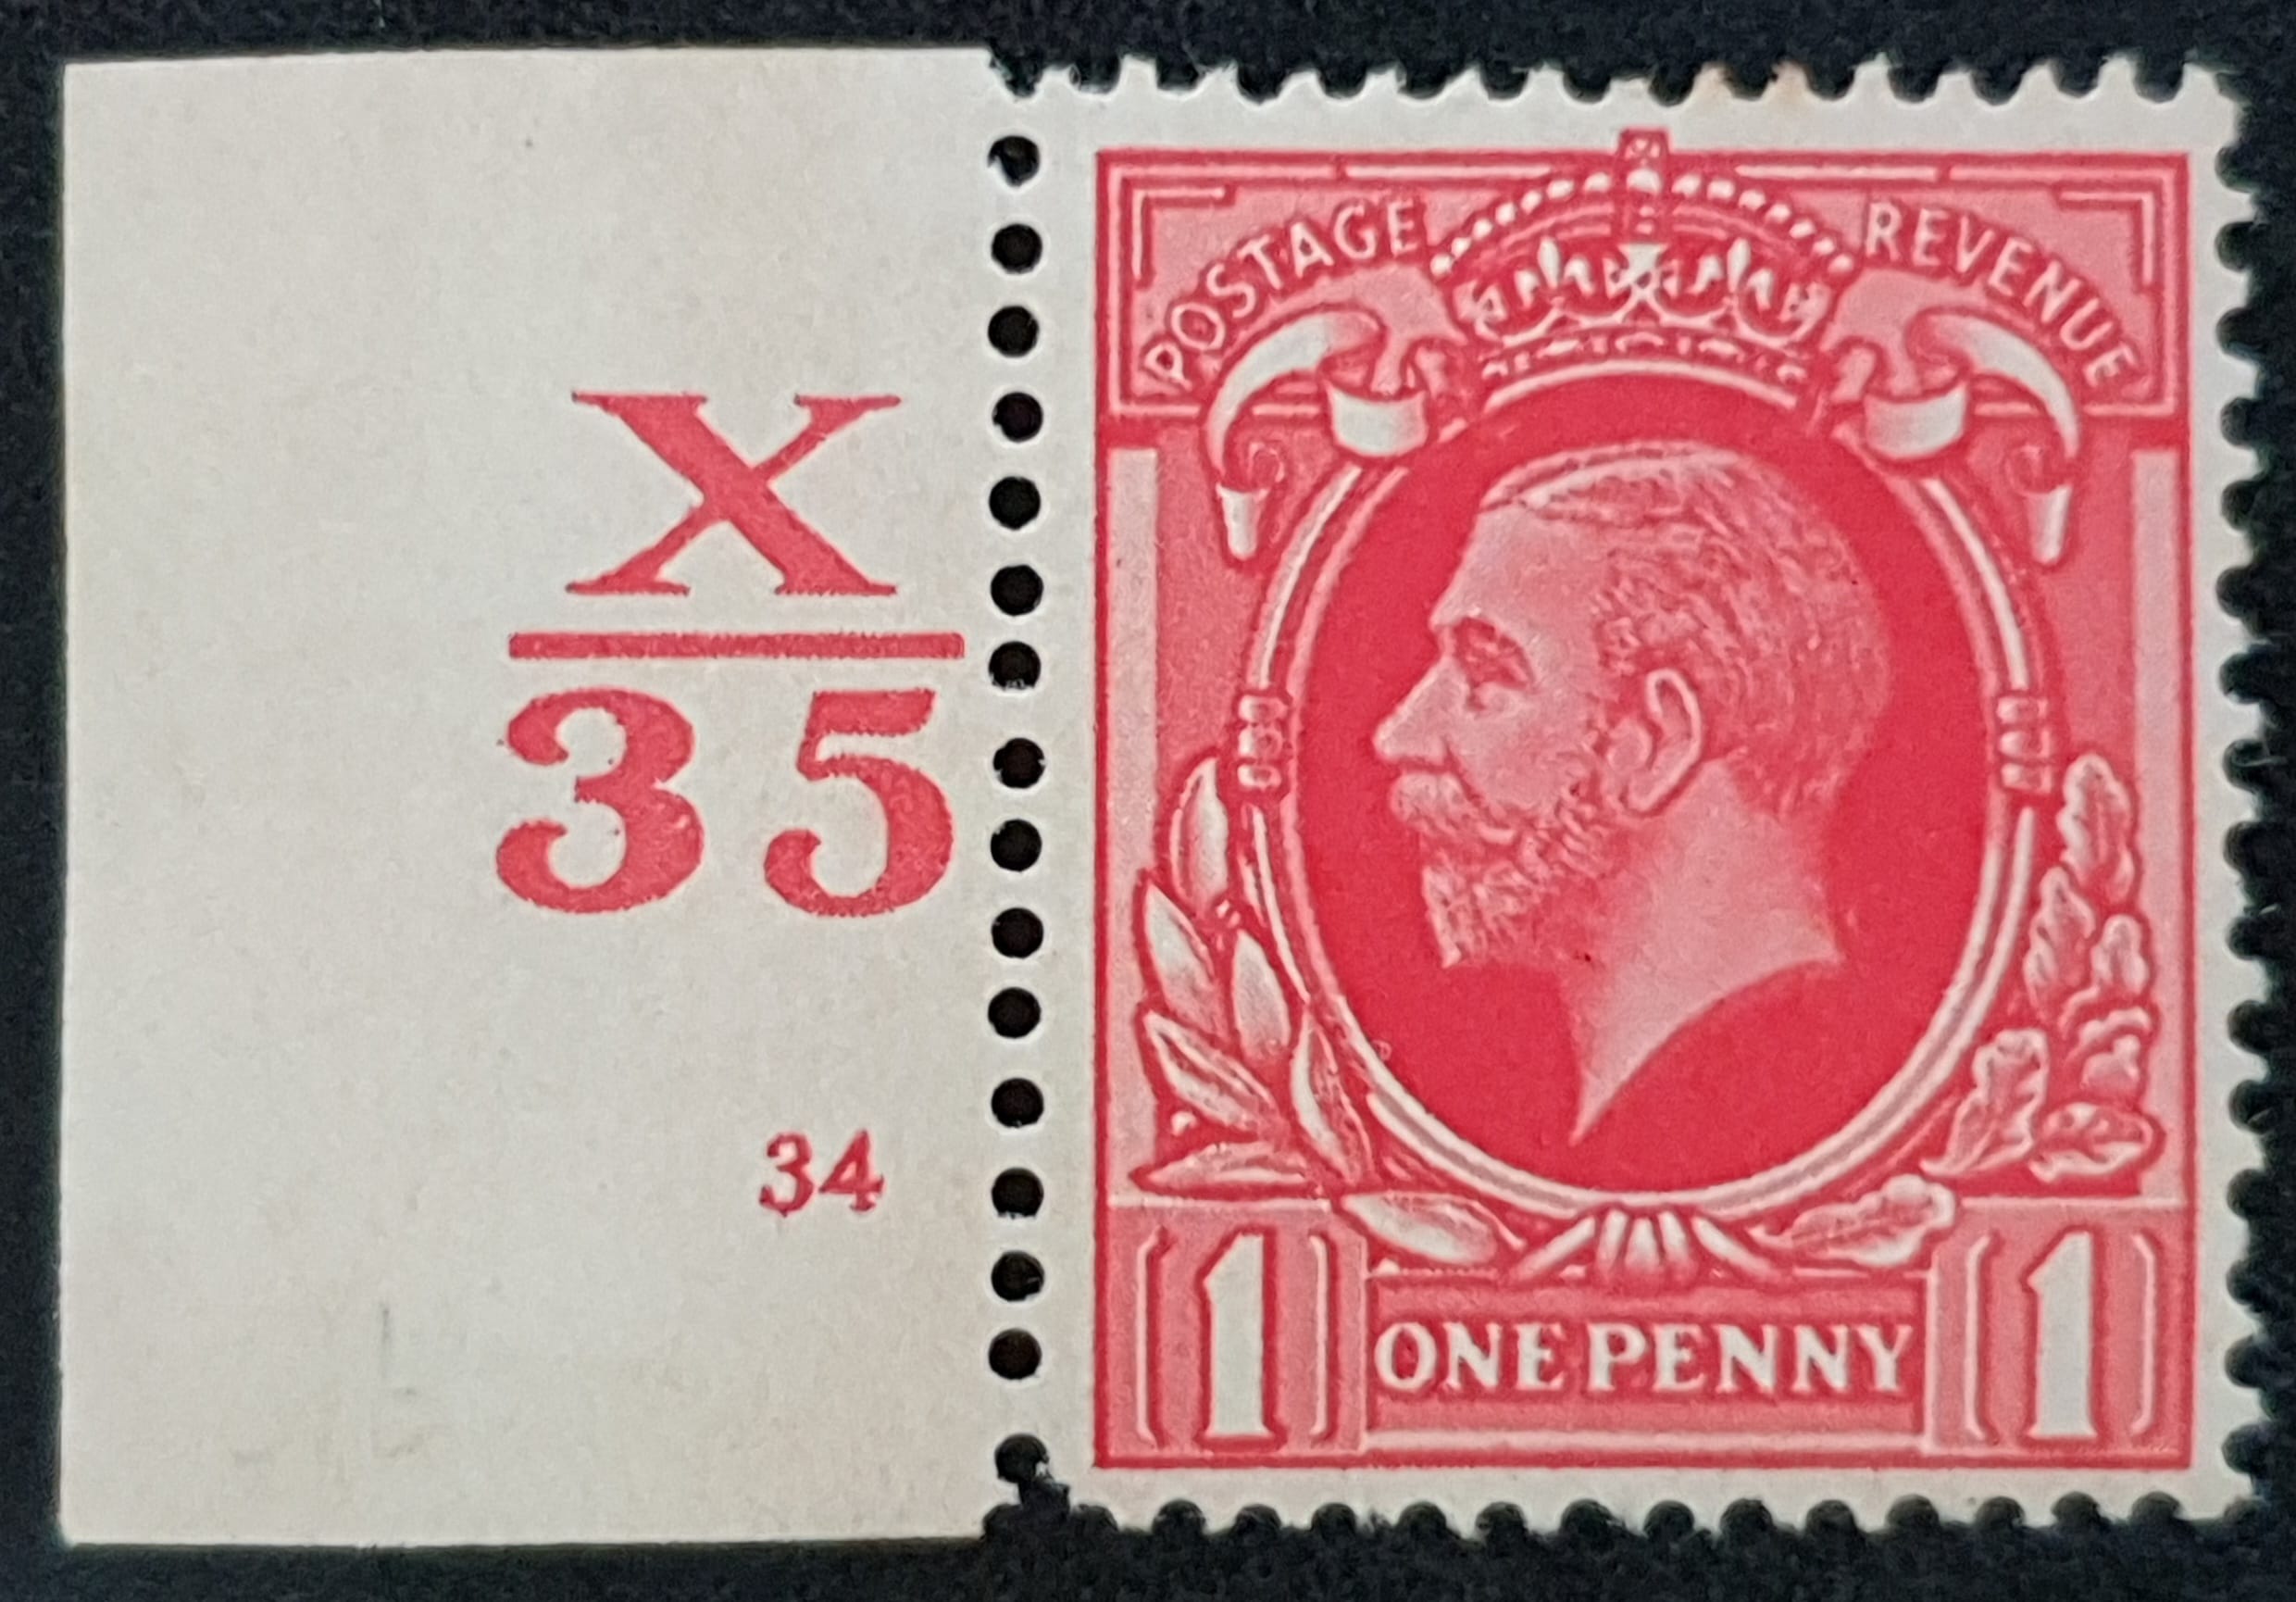 X
35
34
POSTAGE REVENUE
1 ONE PENNY 1